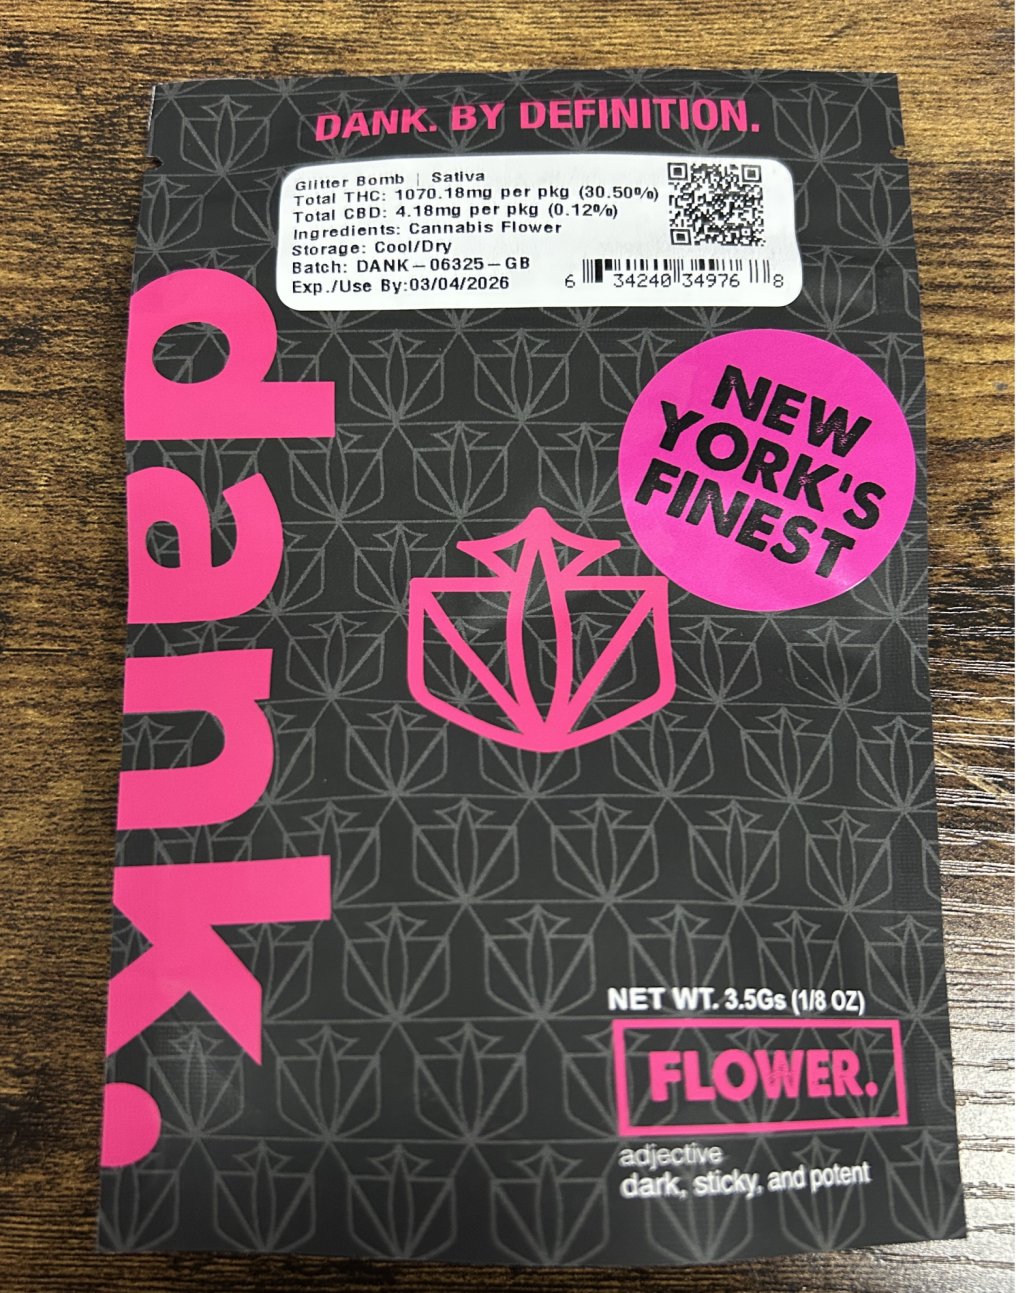 DANK. BY DEFINITION.
Glitter Bomb | Sativa
Total THC: 1070.18mg per pkg (30.50%)
Total CBD: 4.18mg per pkg (0.12%)
Ingredients: Cannabis Flower
Storage: Cool/Dry
Batch: DANK-06325-GB
Exp./Use By:03/04/2026
6 34240 34976 8
dank.
NEW
YORK'S
FINEST
NET WT. 3.5Gs (1/8 OZ)
FLOWER.
adjective
dark, sticky, and potent